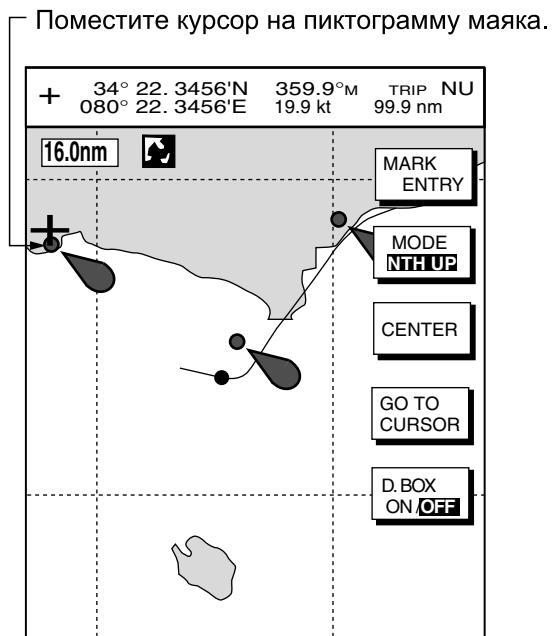 Поместите курсор на пиктограмму маяка.
+ 34° 22. 3456'N 359.9°M TRIP NU
080° 22. 3456'E 19.9 kt 99.9 nm
16.0nm
MARK
ENTRY
MODE
NTH UP
CENTER
GO TO
CURSOR
D. BOX
ON /OFF